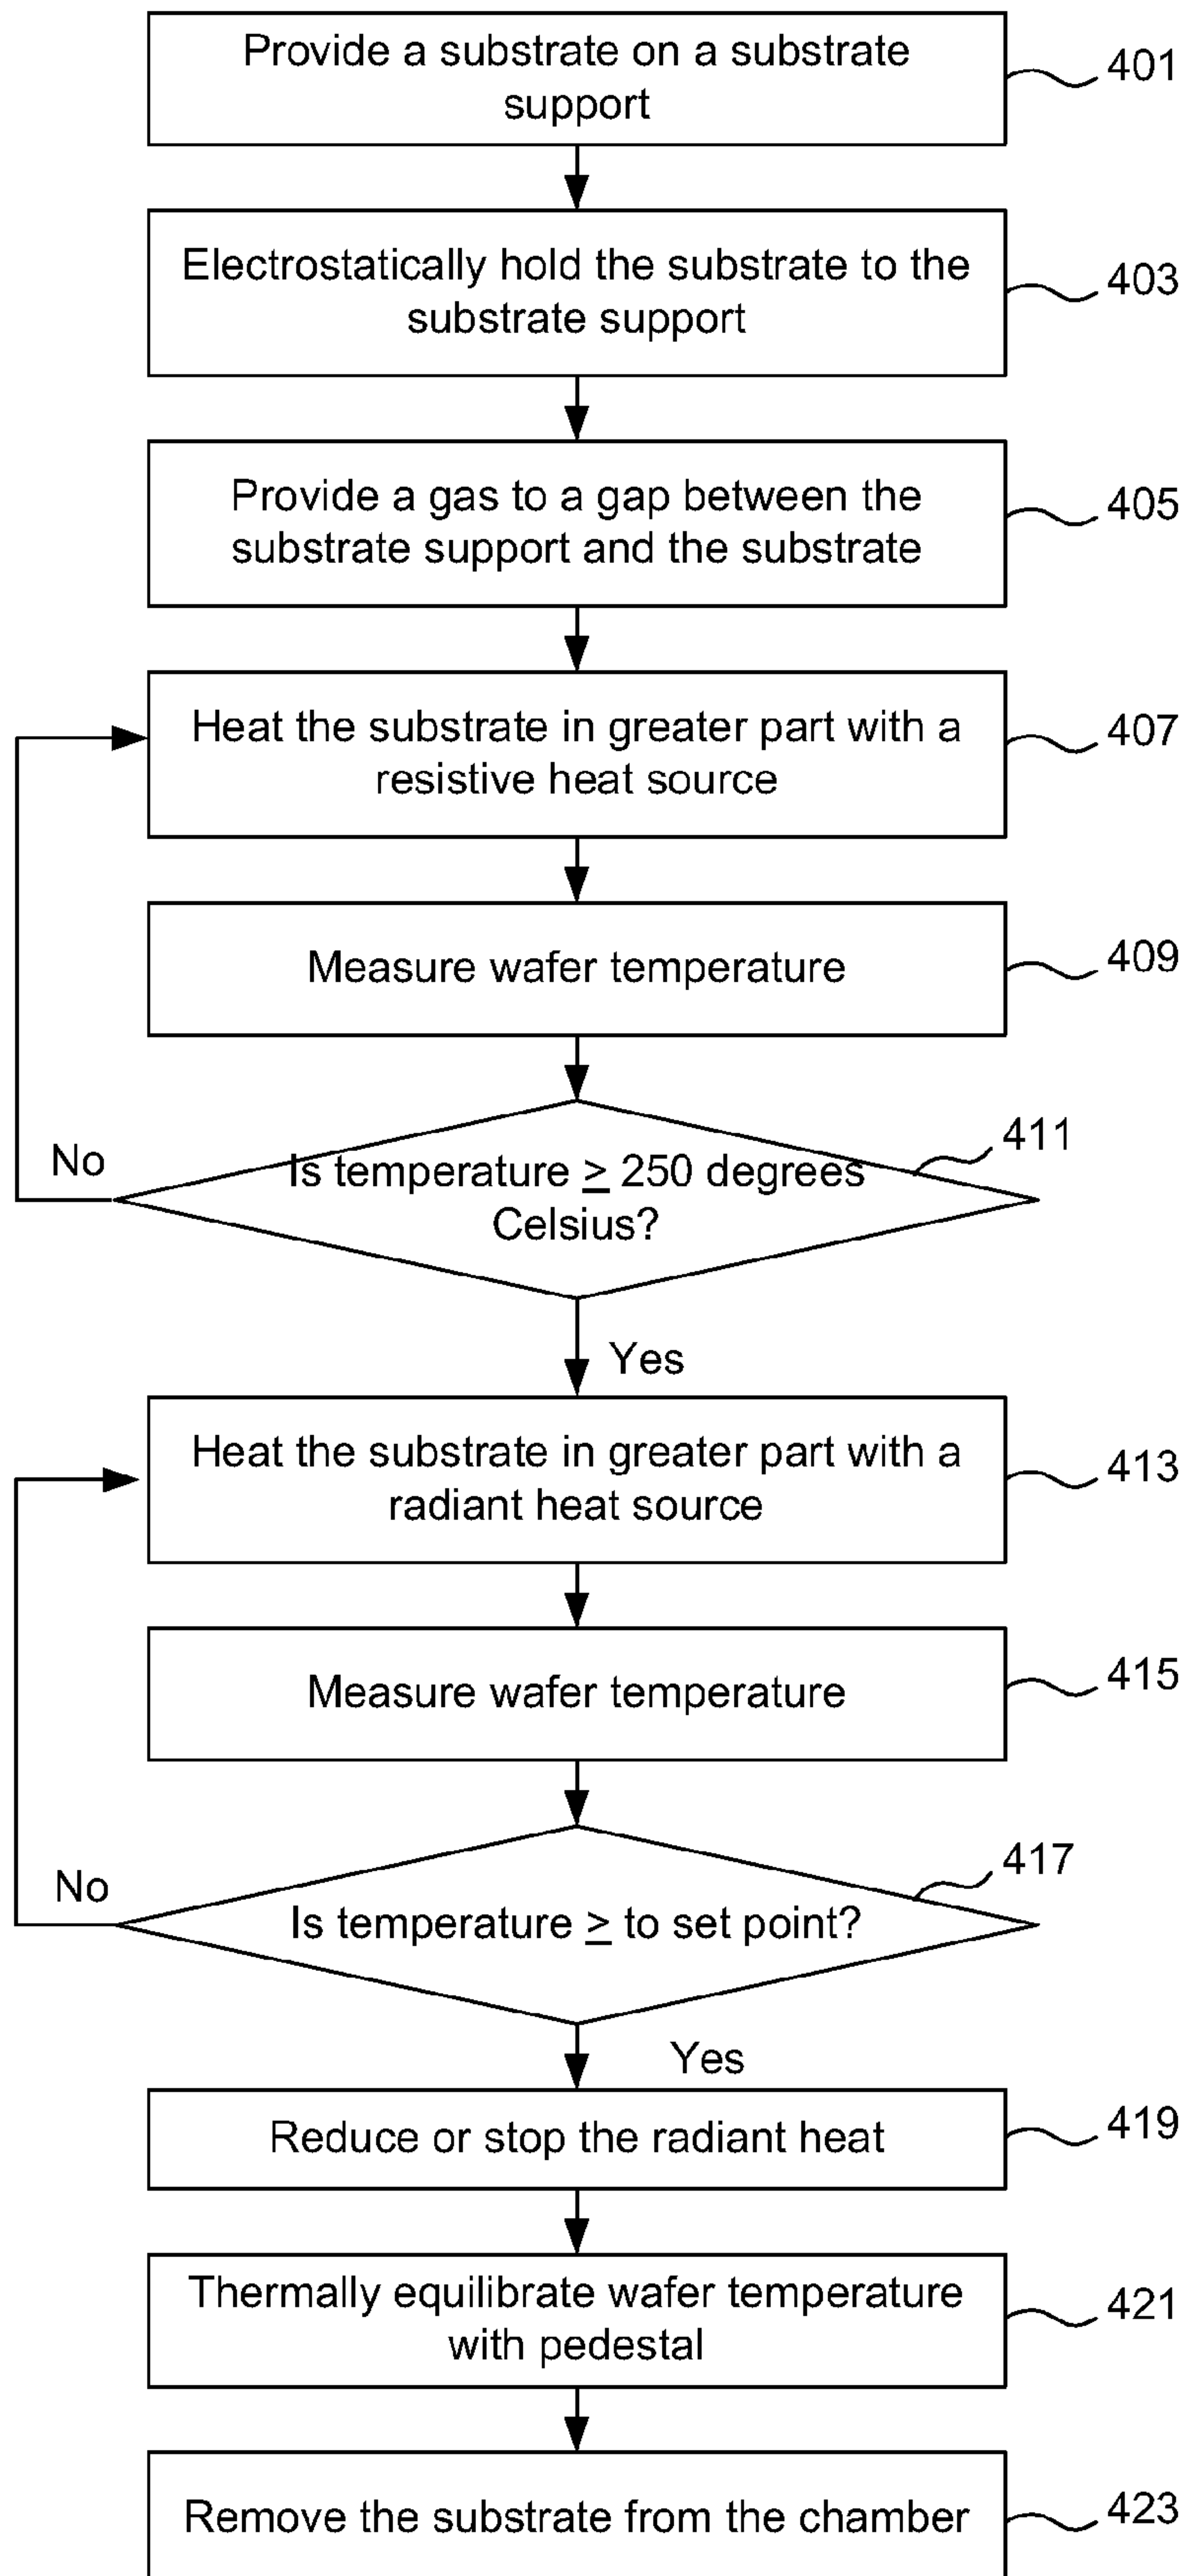 Provide a substrate on a substrate
support
401
Electrostatically hold the substrate to the
substrate support
403
Provide a gas to a gap between the
substrate support and the substrate
405
Heat the substrate in greater part with a
resistive heat source
407
Measure wafer temperature
409
411
No
Is temperature ≥ 250 degrees
Celsius?
Yes
Heat the substrate in greater part with a
radiant heat source
413
Measure wafer temperature
415
417
No
Is temperature ≥ to set point?
Yes
Reduce or stop the radiant heat
419
Thermally equilibrate wafer temperature
with pedestal
421
Remove the substrate from the chamber
423